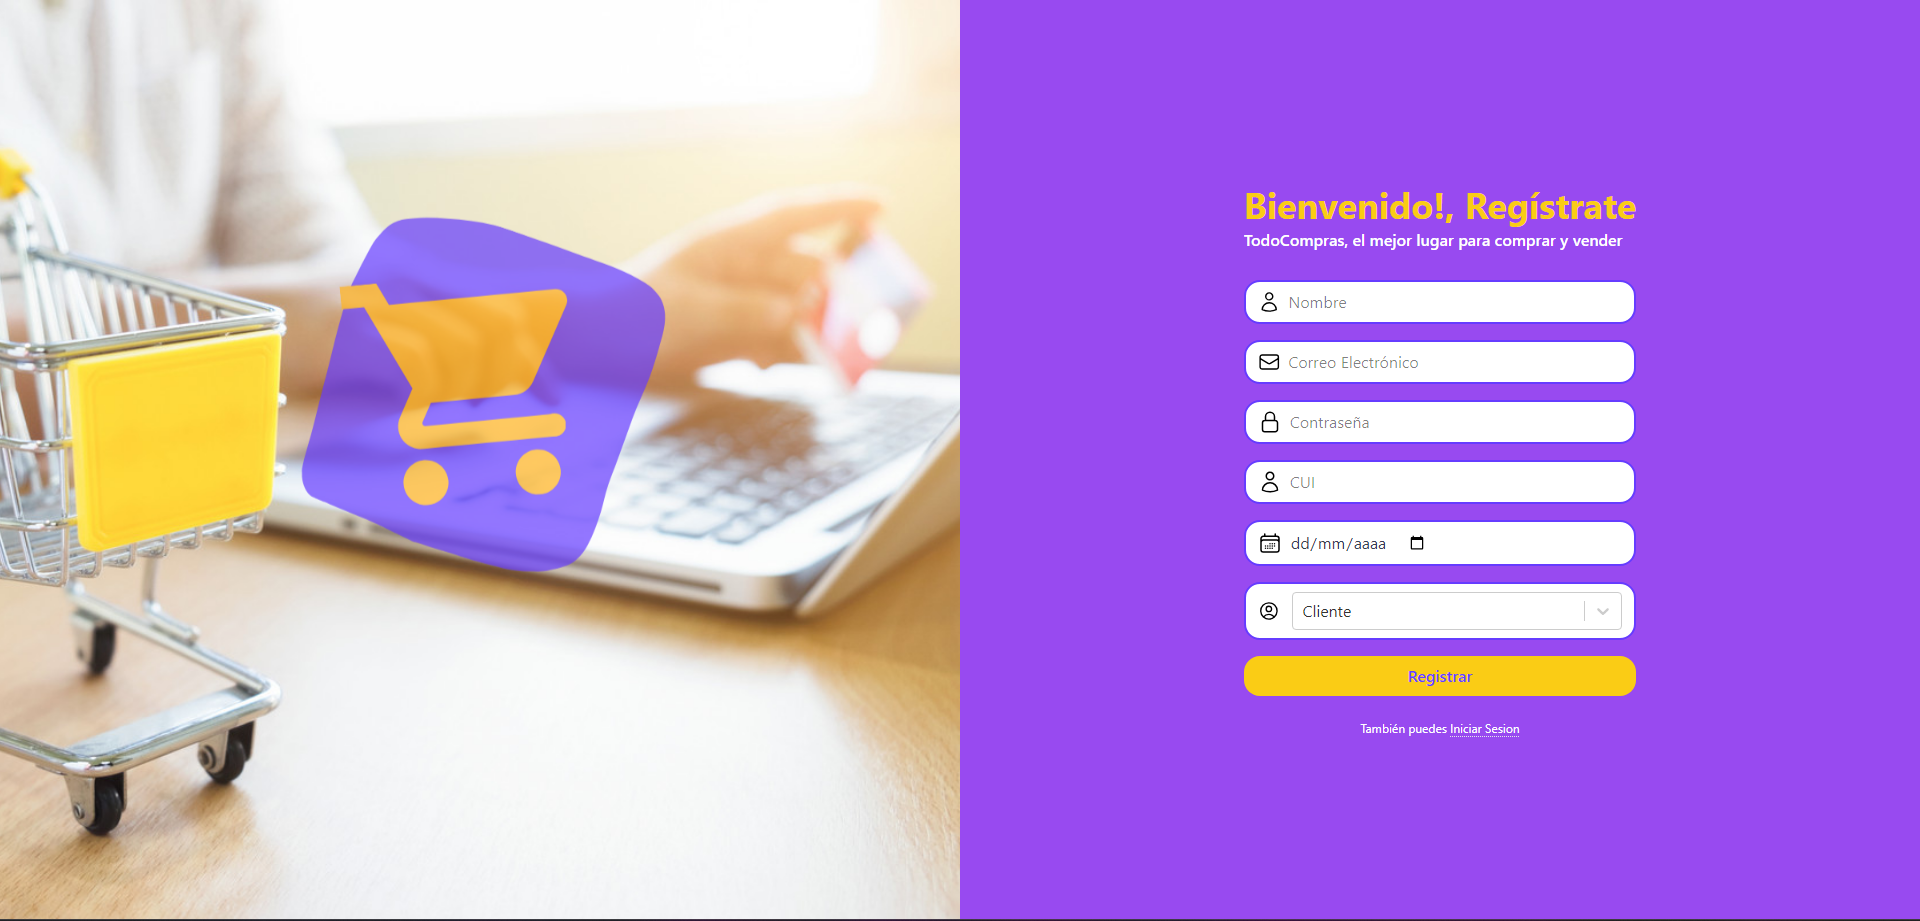 Bienvenido!, Regístrate
TodoCompras, el mejor lugar para comprar y vender
Nombre
Correo Electrónico
Contraseña
CUI
dd/mm/aaaa
Cliente
Registrar
También puedes Iniciar Sesion